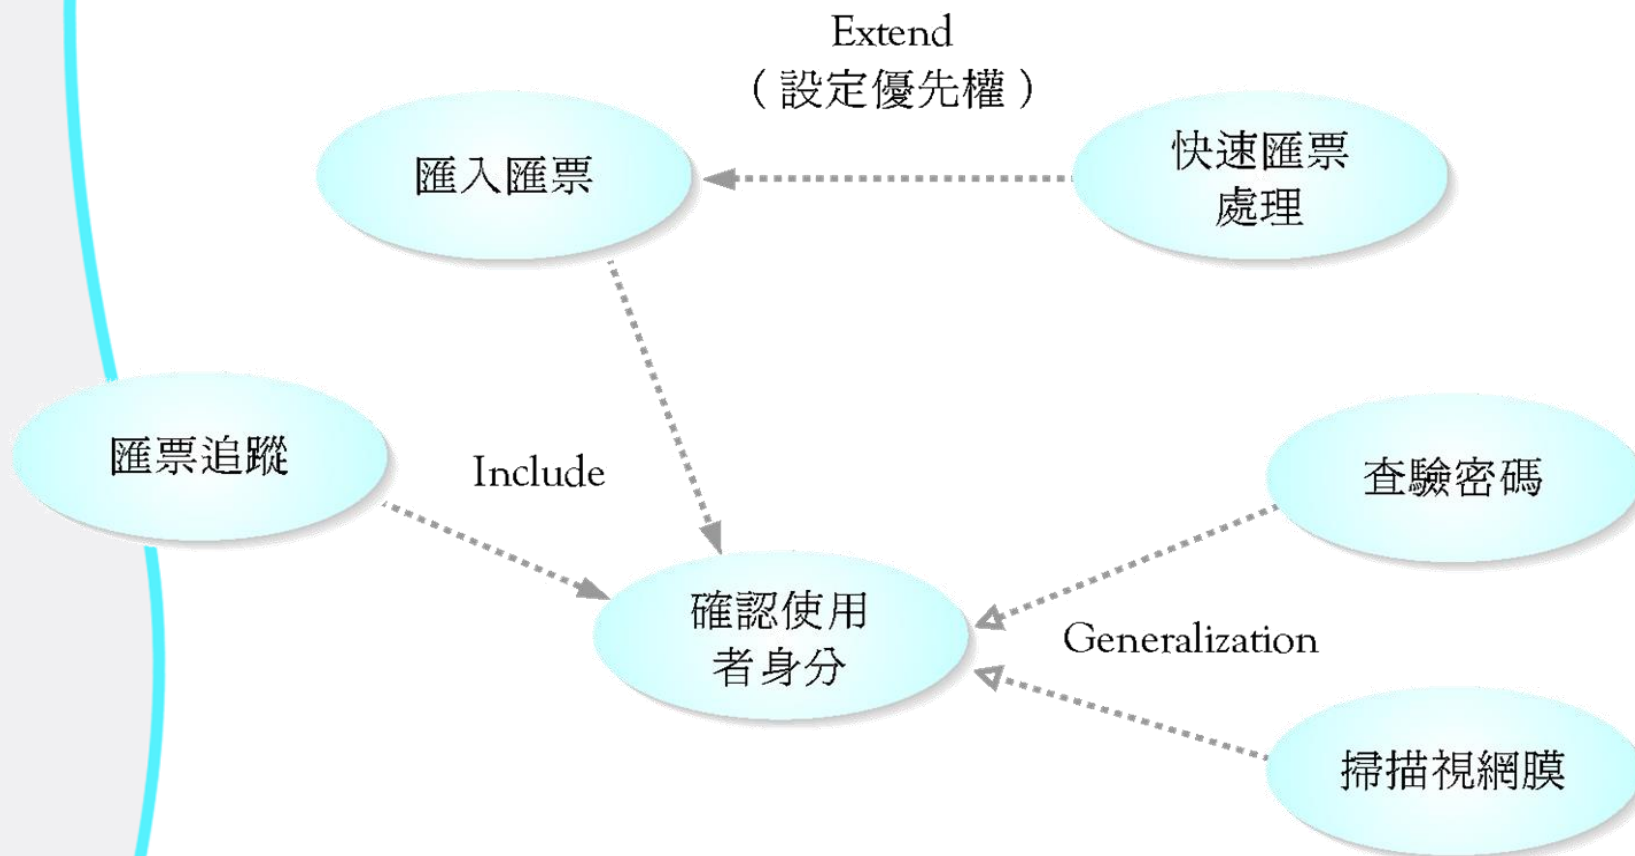 Extend
（設定優先權）
匯入匯票
快速匯票
處理
匯票追蹤
Include
查驗密碼
確認使用
者身分
Generalization
掃描視網膜